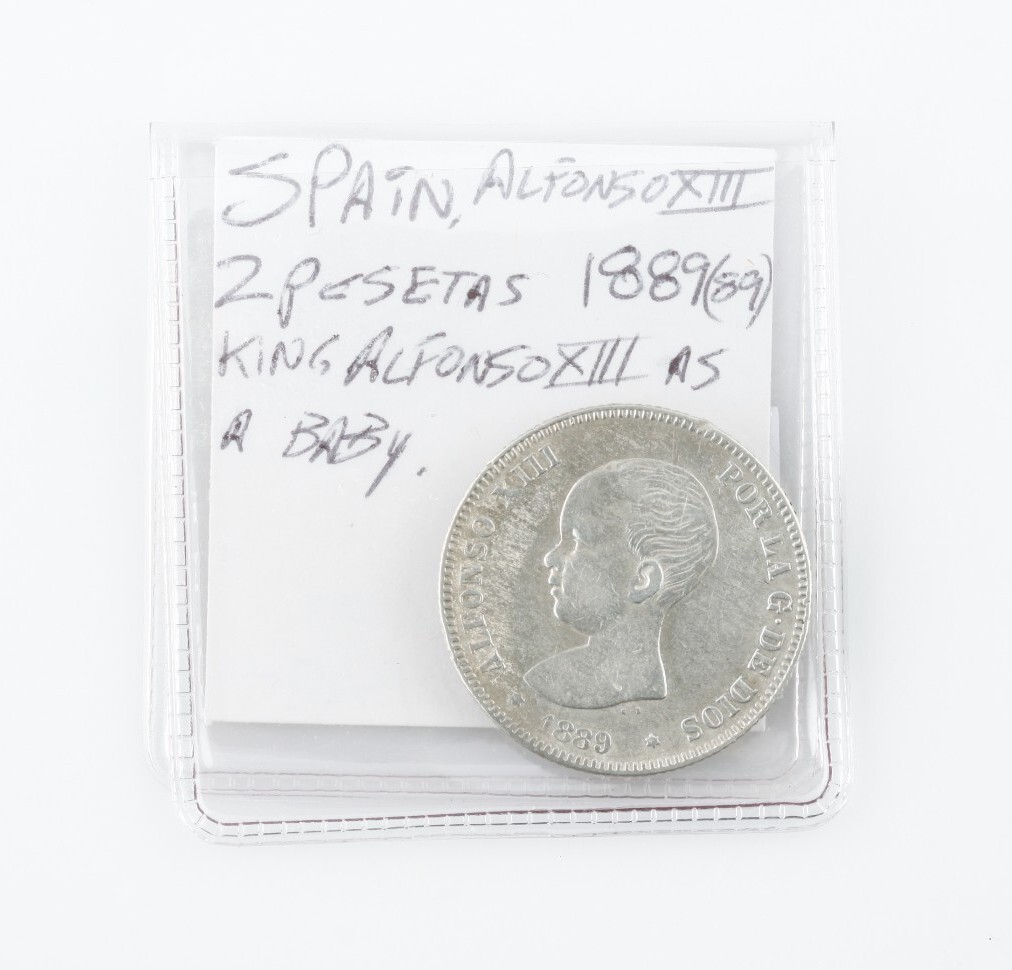 SPAIN, ALFONSO XIII
2 PESETAS 1889(89)
KING ALFONSO XIII AS
A BABY.
ALFONSO XIII POR LA G· DE DIOS
* 1889 *